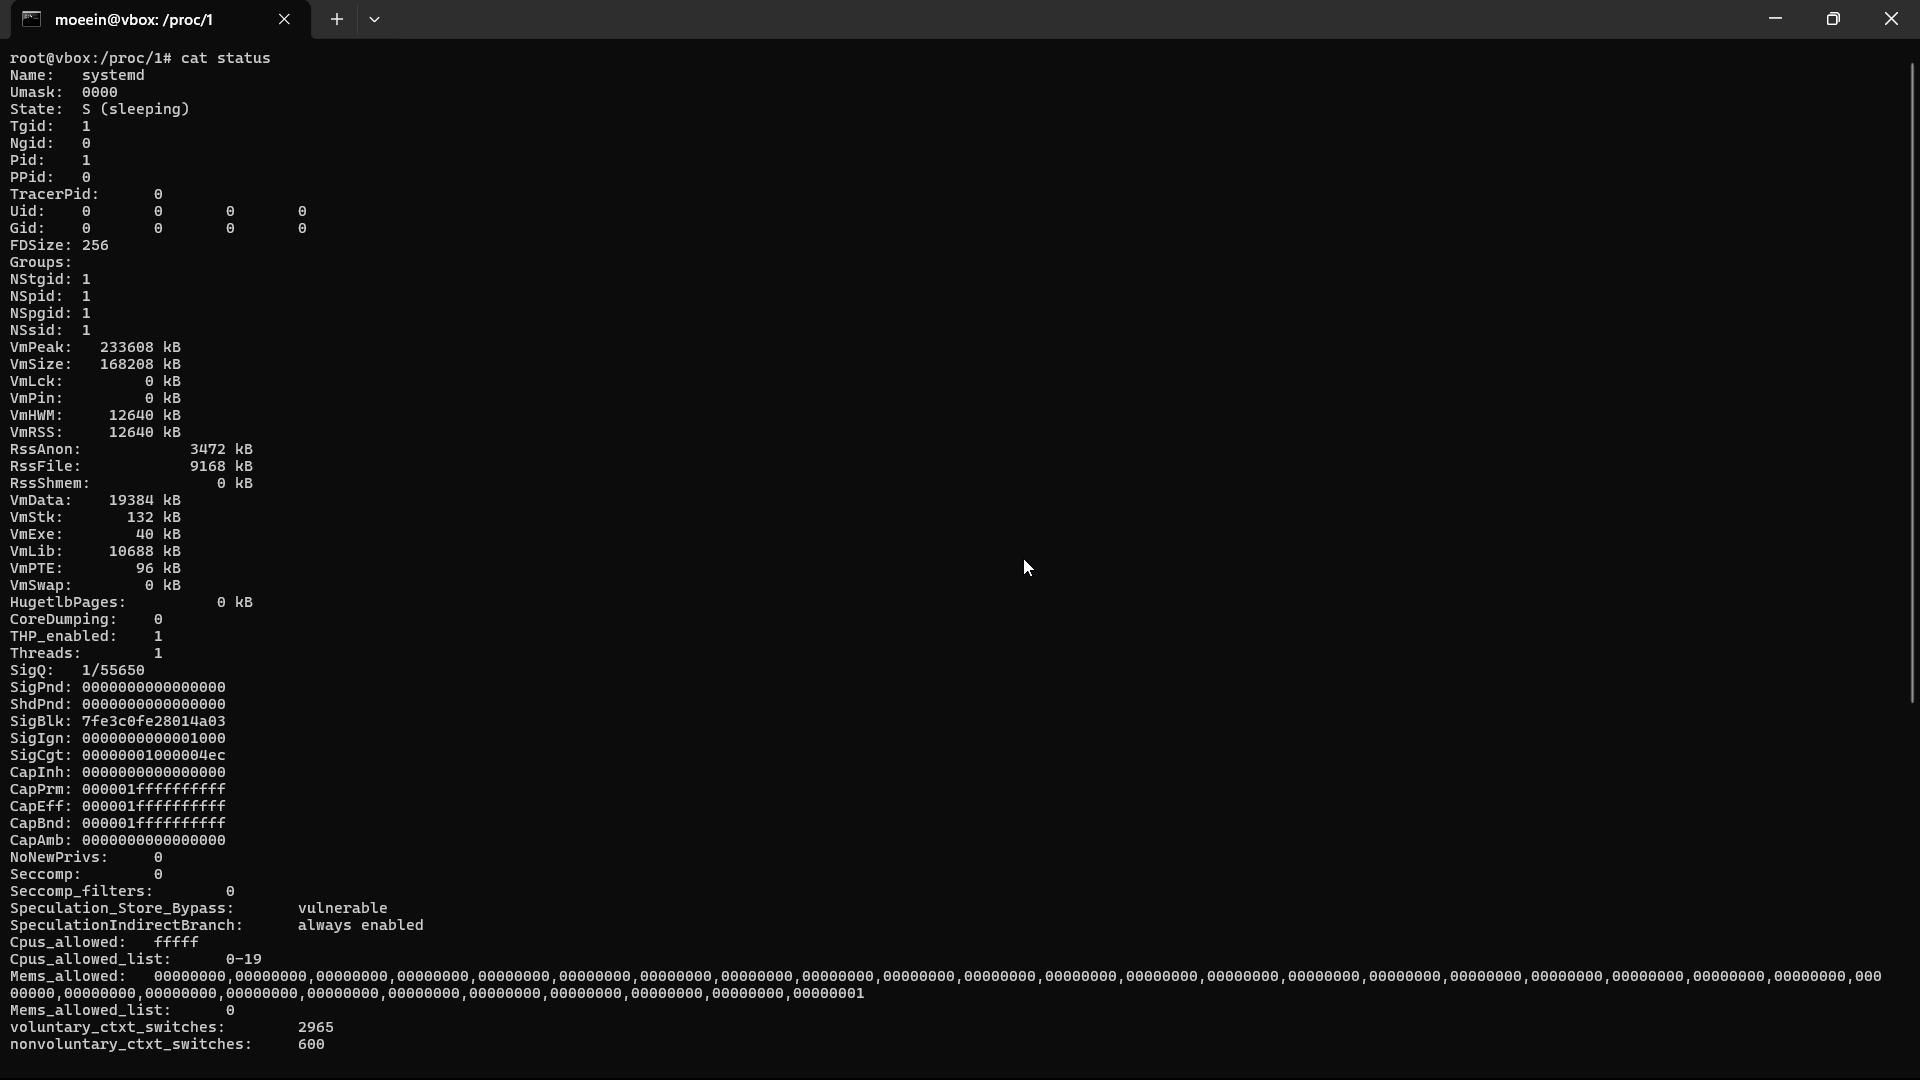 moeein@vbox: /proc/1
root@vbox:/proc/1# cat status
Name:   systemd
Umask:  0000
State:  S (sleeping)
Tgid:   1
Ngid:   0
Pid:    1
PPid:   0
TracerPid:      0
Uid:    0       0       0       0
Gid:    0       0       0       0
FDSize: 256
Groups:
NStgid: 1
NSpid:  1
NSpgid: 1
NSsid:  1
VmPeak:   233608 kB
VmSize:   168208 kB
VmLck:         0 kB
VmPin:         0 kB
VmHWM:     12640 kB
VmRSS:     12640 kB
RssAnon:            3472 kB
RssFile:            9168 kB
RssShmem:              0 kB
VmData:    19384 kB
VmStk:       132 kB
VmExe:        40 kB
VmLib:     10688 kB
VmPTE:        96 kB
VmSwap:        0 kB
HugetlbPages:          0 kB
CoreDumping:    0
THP_enabled:    1
Threads:        1
SigQ:   1/55650
SigPnd: 0000000000000000
ShdPnd: 0000000000000000
SigBlk: 7fe3c0fe28014a03
SigIgn: 0000000000001000
SigCgt: 00000001000004ec
CapInh: 0000000000000000
CapPrm: 000001ffffffffff
CapEff: 000001ffffffffff
CapBnd: 000001ffffffffff
CapAmb: 0000000000000000
NoNewPrivs:     0
Seccomp:        0
Seccomp_filters:        0
Speculation_Store_Bypass:       vulnerable
SpeculationIndirectBranch:      always enabled
Cpus_allowed:   fffff
Cpus_allowed_list:      0-19
Mems_allowed:   00000000,00000000,00000000,00000000,00000000,00000000,00000000,00000000,00000000,00000000,00000000,00000000,00000000,00000000,00000000,00000000,00000000,00000000,00000000,00000000,00000000,000
00000,00000000,00000000,00000000,00000000,00000000,00000000,00000000,00000000,00000000,00000001
Mems_allowed_list:      0
voluntary_ctxt_switches:        2965
nonvoluntary_ctxt_switches:     600